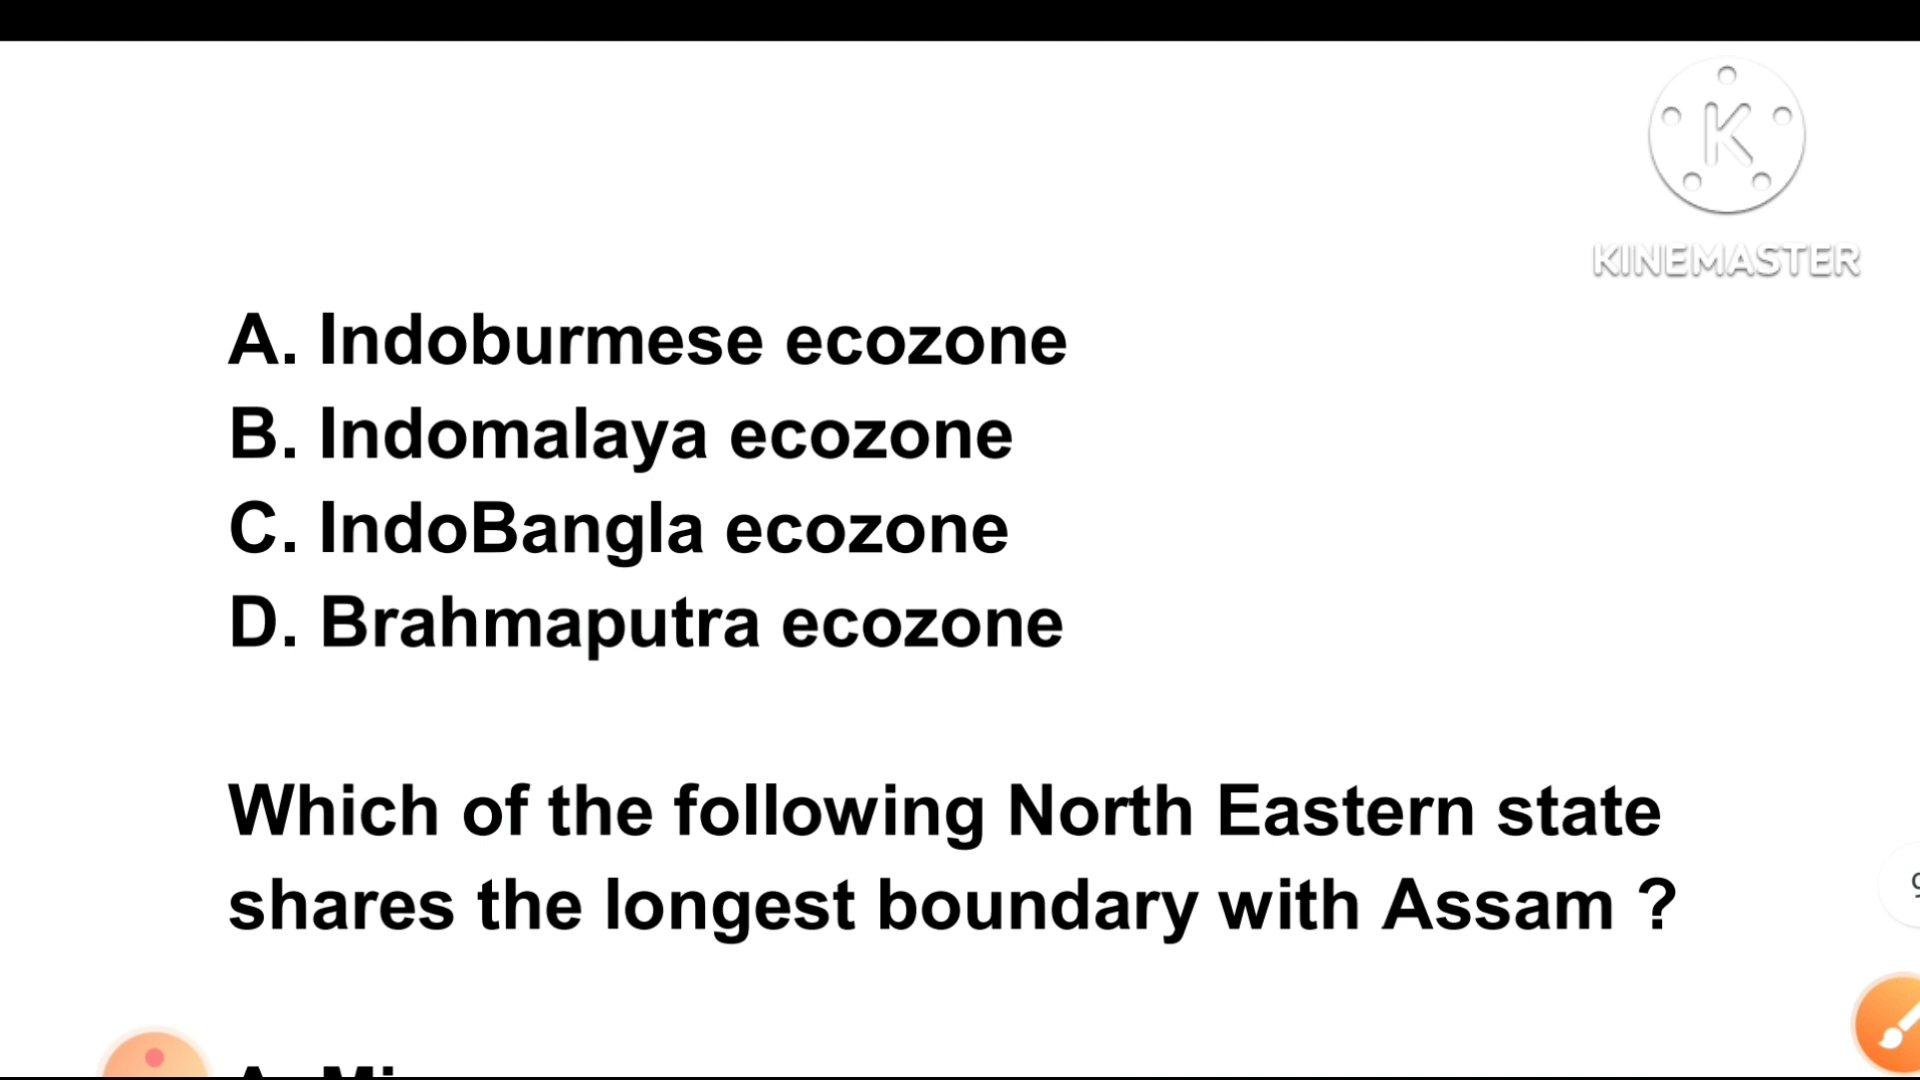 K
KINEMASTER
A. Indoburmese ecozone
B. Indomalaya ecozone
C. IndoBangla ecozone
D. Brahmaputra ecozone
Which of the following North Eastern state
shares the longest boundary with Assam ?